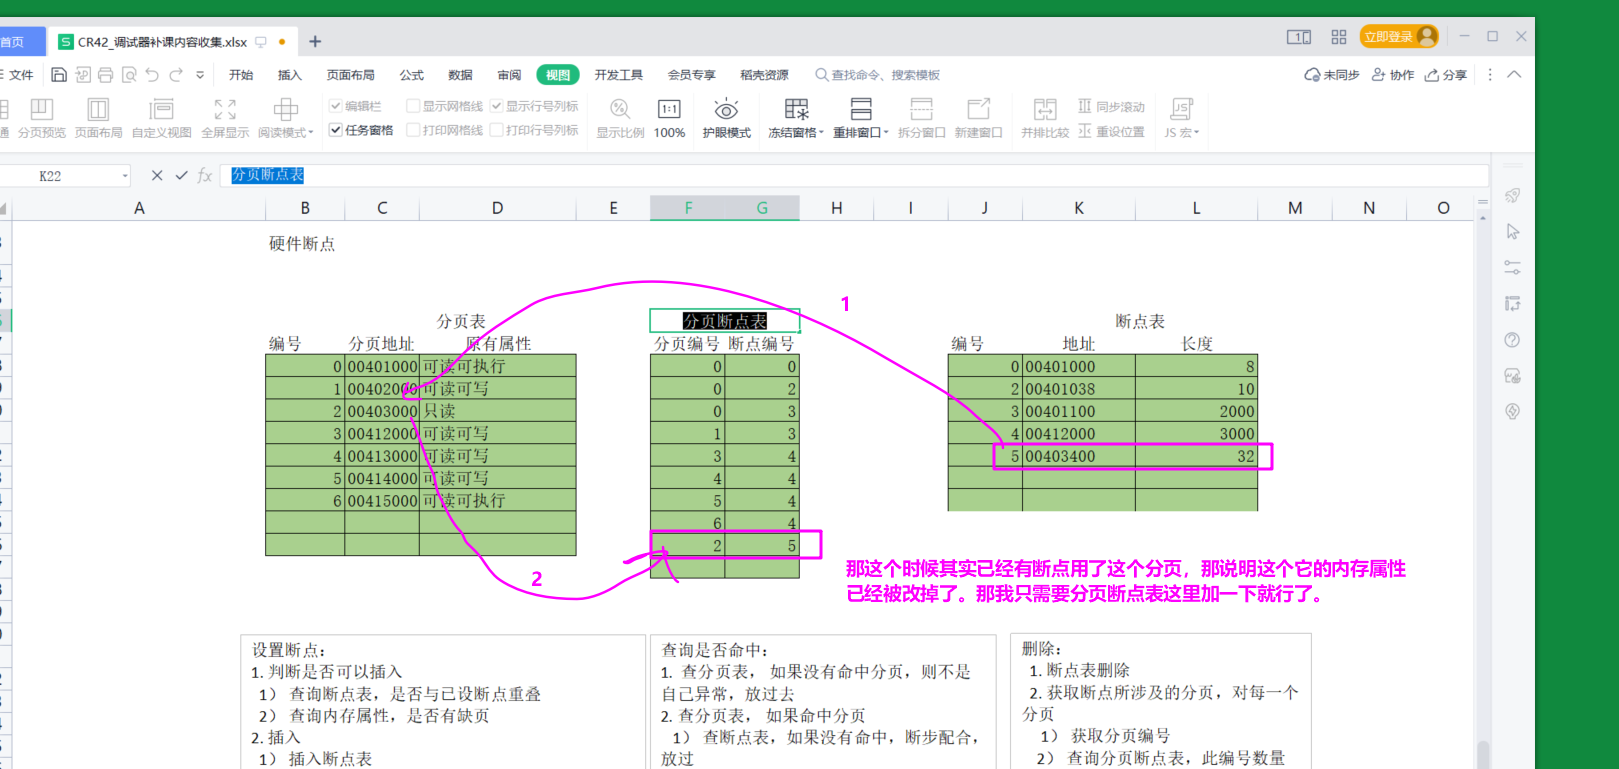 首页
CR42_调试器补课内容收集.xlsx
立即登录
文件 开始 插入 页面布局 公式 数据 审阅 视图 开发工具 会员专享 稻壳资源 查找命令、搜索模板
未同步 协作 分享
编辑栏 显示网格线 显示行号列标 1:1 同步滚动 JS
分页预览 页面布局 自定义视图 全屏显示 阅读模式 任务窗格 打印网格线 打印行号列标 显示比例 100% 护眼模式 冻结窗格 重排窗口 拆分窗口 新建窗口 并排比较 重设位置 JS 宏
K22 fx 分页断点表
A B C D E F G H I J K L M N O
硬件断点
1
分页表 分页断点表 断点表
编号 分页地址 原有属性 分页编号 断点编号 编号 地址 长度
0 00401000 可读可执行 0 0 0 00401000 8
1 00402000 可读可写 0 2 2 00401038 10
2 00403000 只读 0 3 3 00401100 2000
3 00412000 可读可写 1 3 4 00412000 3000
4 00413000 可读可写 3 4 5 00403400 32
5 00414000 可读可写 4 4
6 00415000 可读可执行 5 4
6 4
2 5
2
那这个时候其实已经有断点用了这个分页，那说明这个它的内存属性
已经被改掉了。那我只需要分页断点表这里加一下就行了。
设置断点：
1. 判断是否可以插入
1） 查询断点表，是否与已设断点重叠
2） 查询内存属性，是否有缺页
2. 插入
1） 插入断点表
查询是否命中：
1. 查分页表， 如果没有命中分页，则不是
自己异常，放过去
2. 查分页表， 如果命中分页
1） 查断点表，如果没有命中，断步配合，
放过
删除：
1. 断点表删除
2. 获取断点所涉及的分页，对每一个
分页
1） 获取分页编号
2） 查询分页断点表，此编号数量